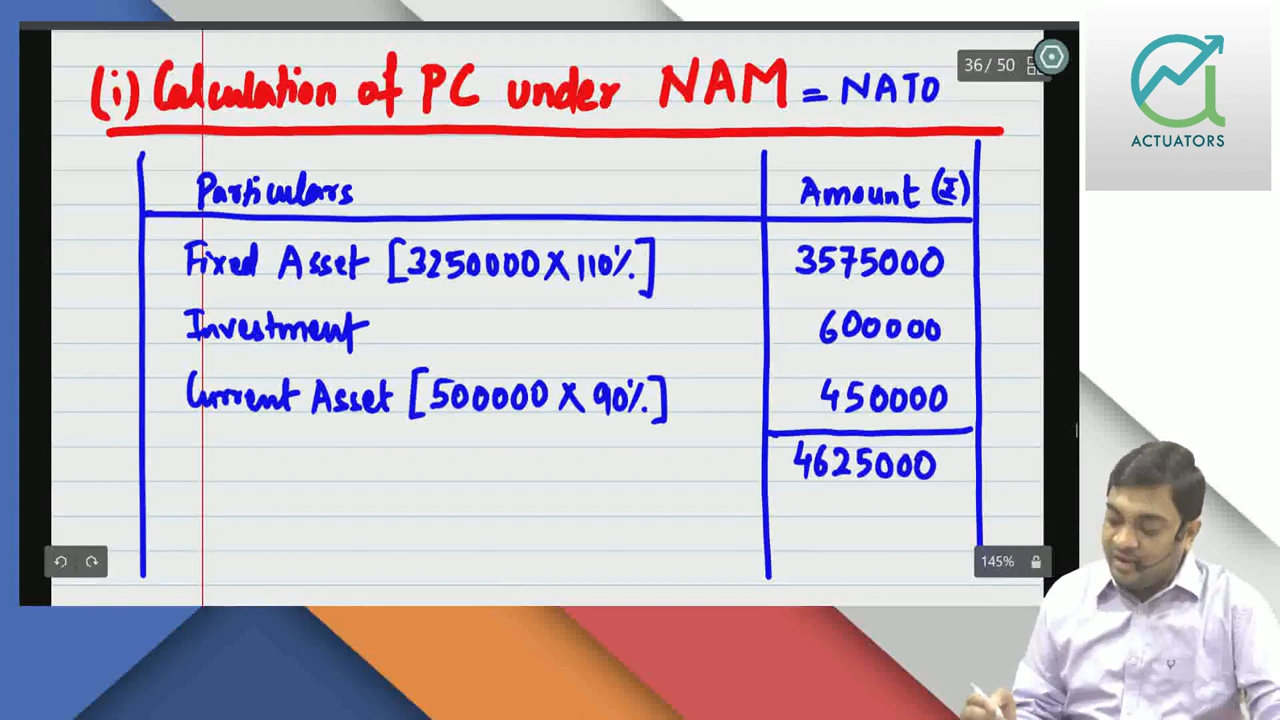 (i) Calculation of PC under NAM = NATO
36 / 50
ACTUATORS
Particulars Amount (₹)
Fixed Asset [3250000 X 110%] 3575000
Investment 600000
Current Asset [500000 X 90%] 450000
4625000
145%